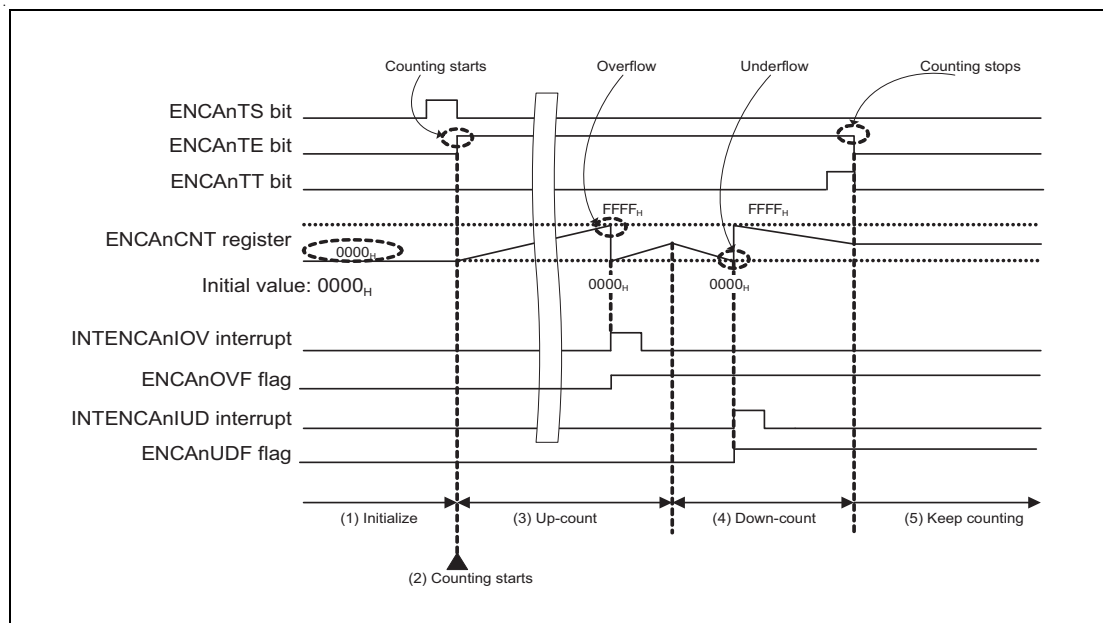 Counting starts Overflow Underflow Counting stops
ENCAnTS bit
ENCAnTE bit
ENCAnTT bit
FFFFH FFFFH
ENCAnCNT register
0000H
Initial value: 0000H
0000H 0000H
INTENCAnIOV interrupt
ENCAnOVF flag
INTENCAnIUD interrupt
ENCAnUDF flag
(1) Initialize (3) Up-count (4) Down-count (5) Keep counting
(2) Counting starts